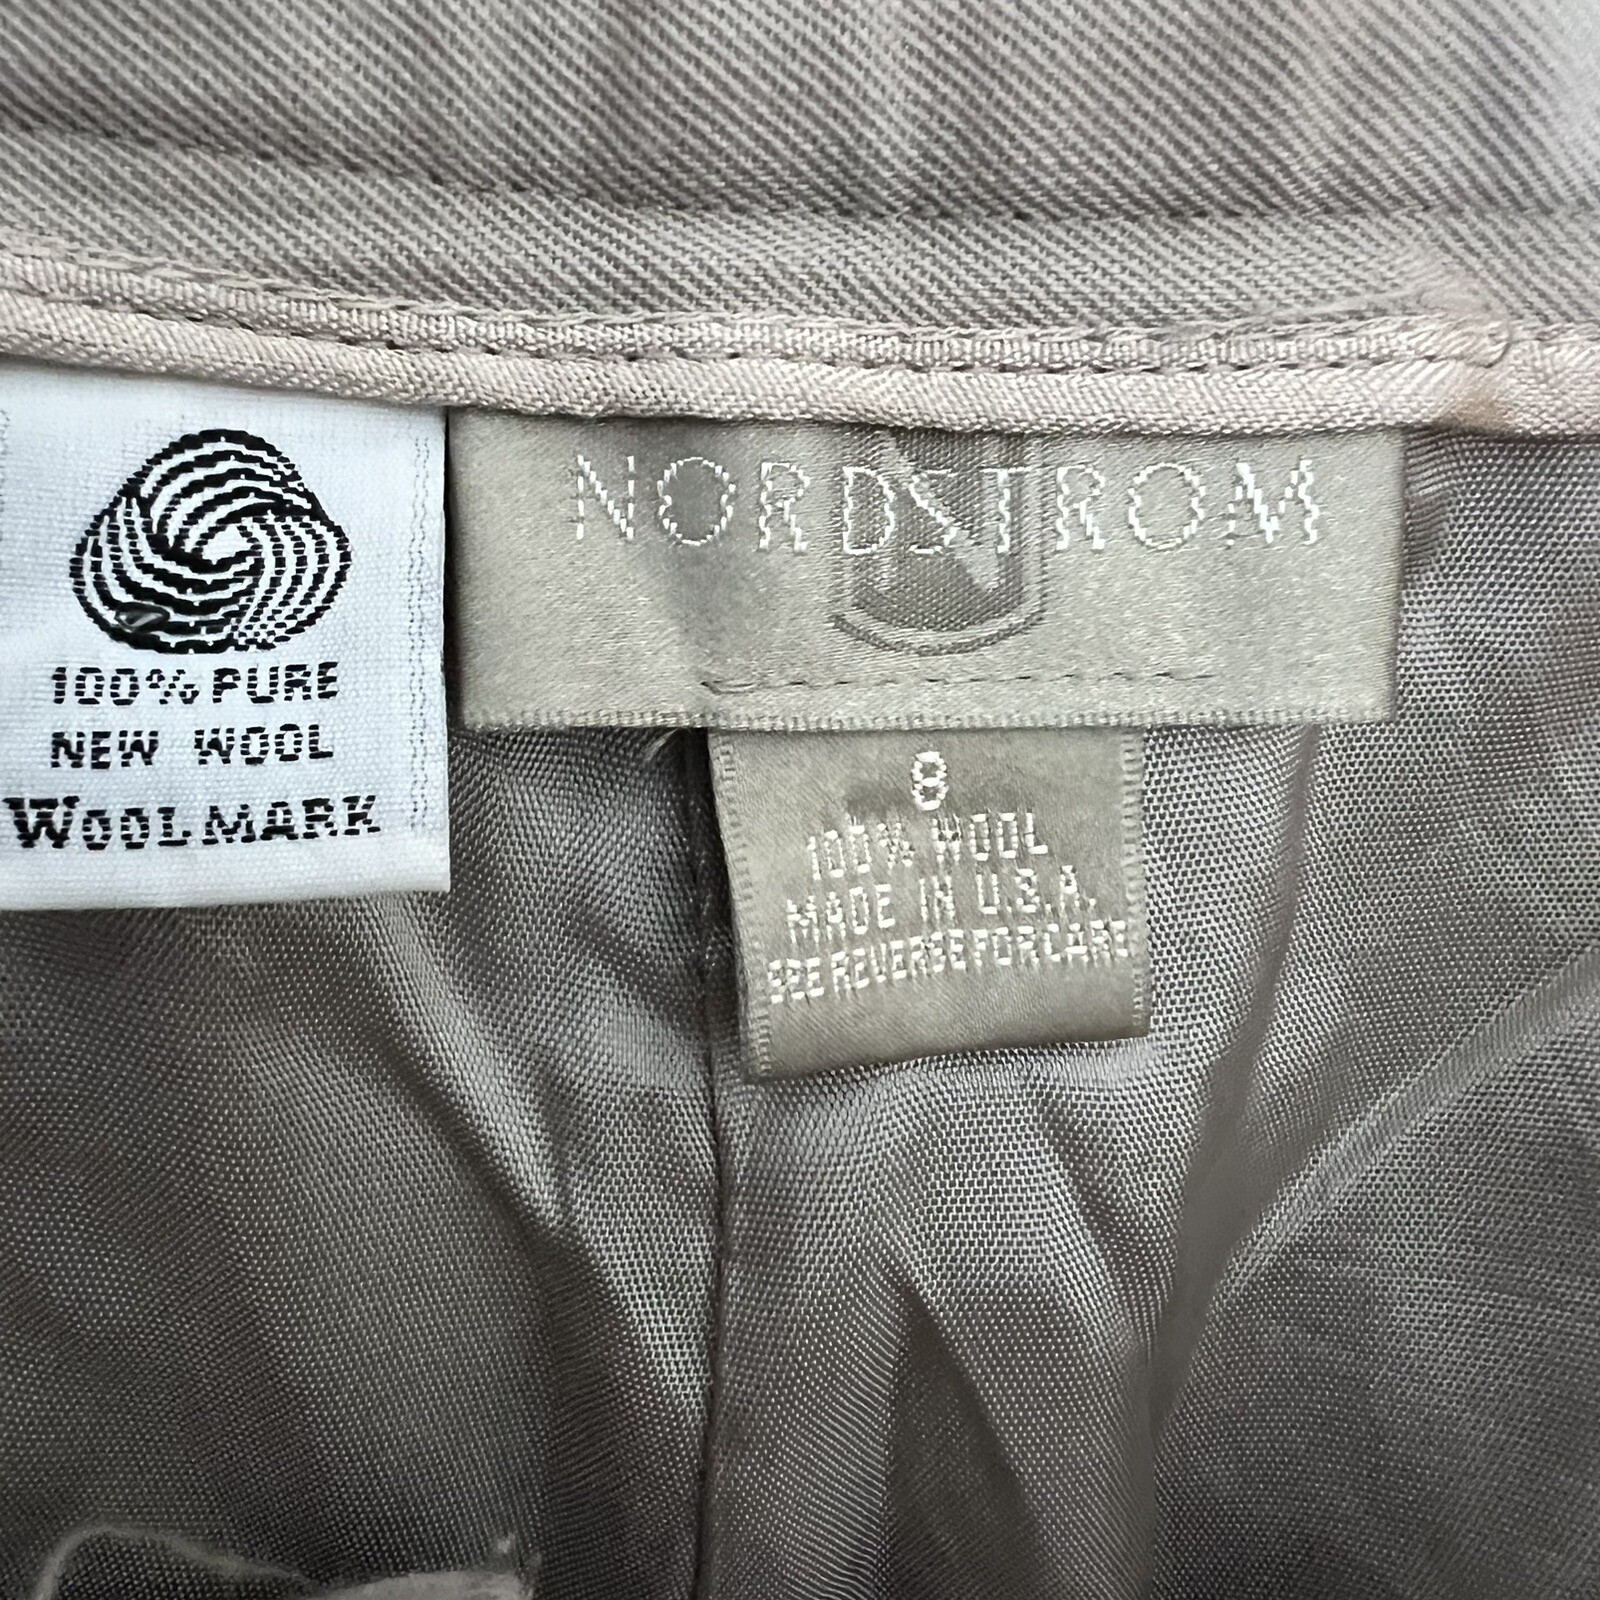 100% PURE
NEW WOOL
WOOLMARK
NORDSTROM
8
100% WOOL
MADE IN U.S.A.
SEE REVERSE FOR CARE